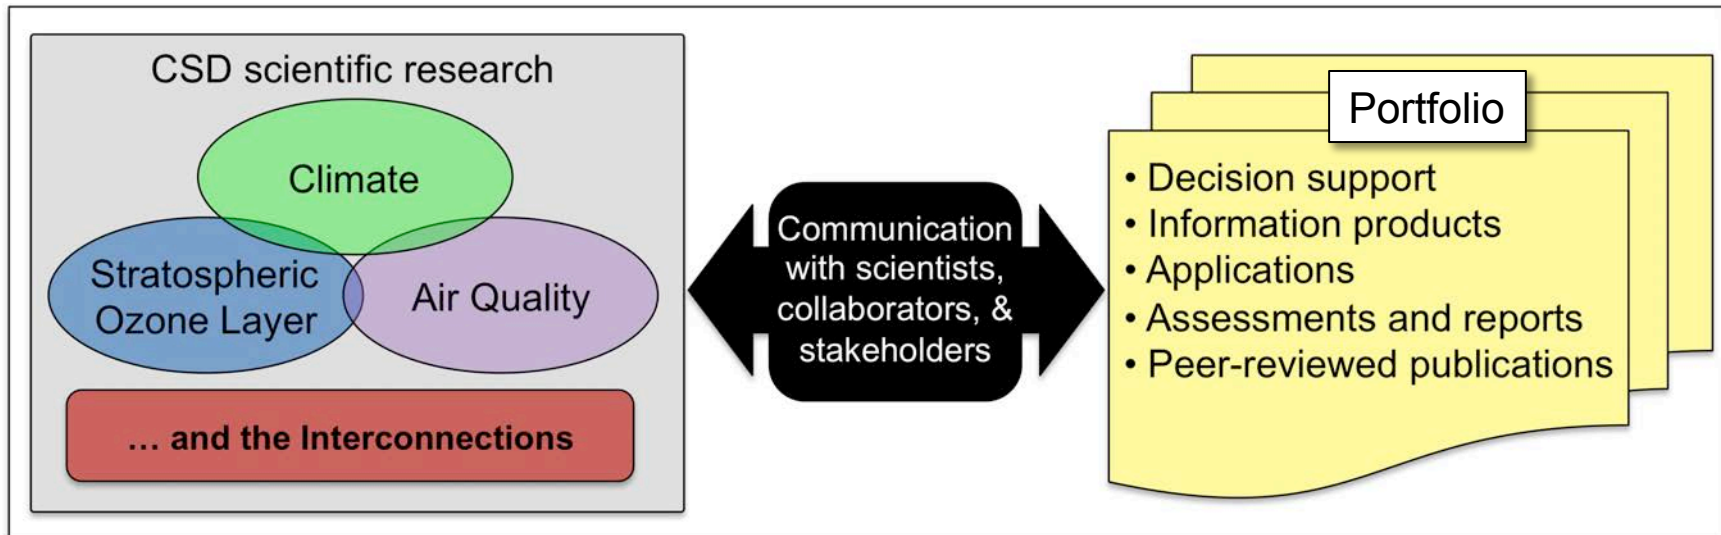 CSD scientific research
Climate
Stratospheric
Ozone Layer
Air Quality
... and the Interconnections
Communication
with scientists,
collaborators, &
stakeholders
Portfolio
• Decision support
• Information products
• Applications
• Assessments and reports
• Peer-reviewed publications